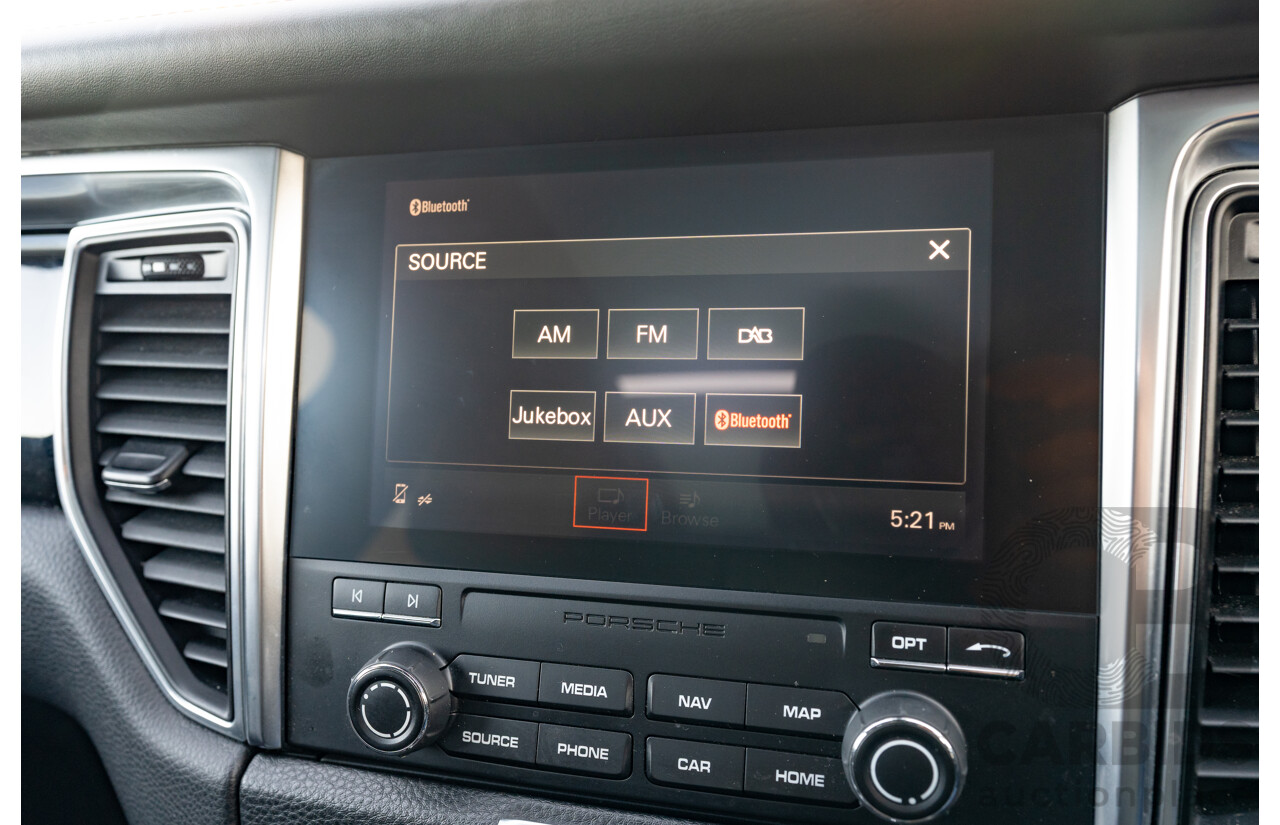 Bluetooth
SOURCE
AM FM DAB
Jukebox AUX Bluetooth
Player Browse
5:21 PM
PORSCHE
OPT
TUNER MEDIA NAV MAP
SOURCE PHONE CAR HOME